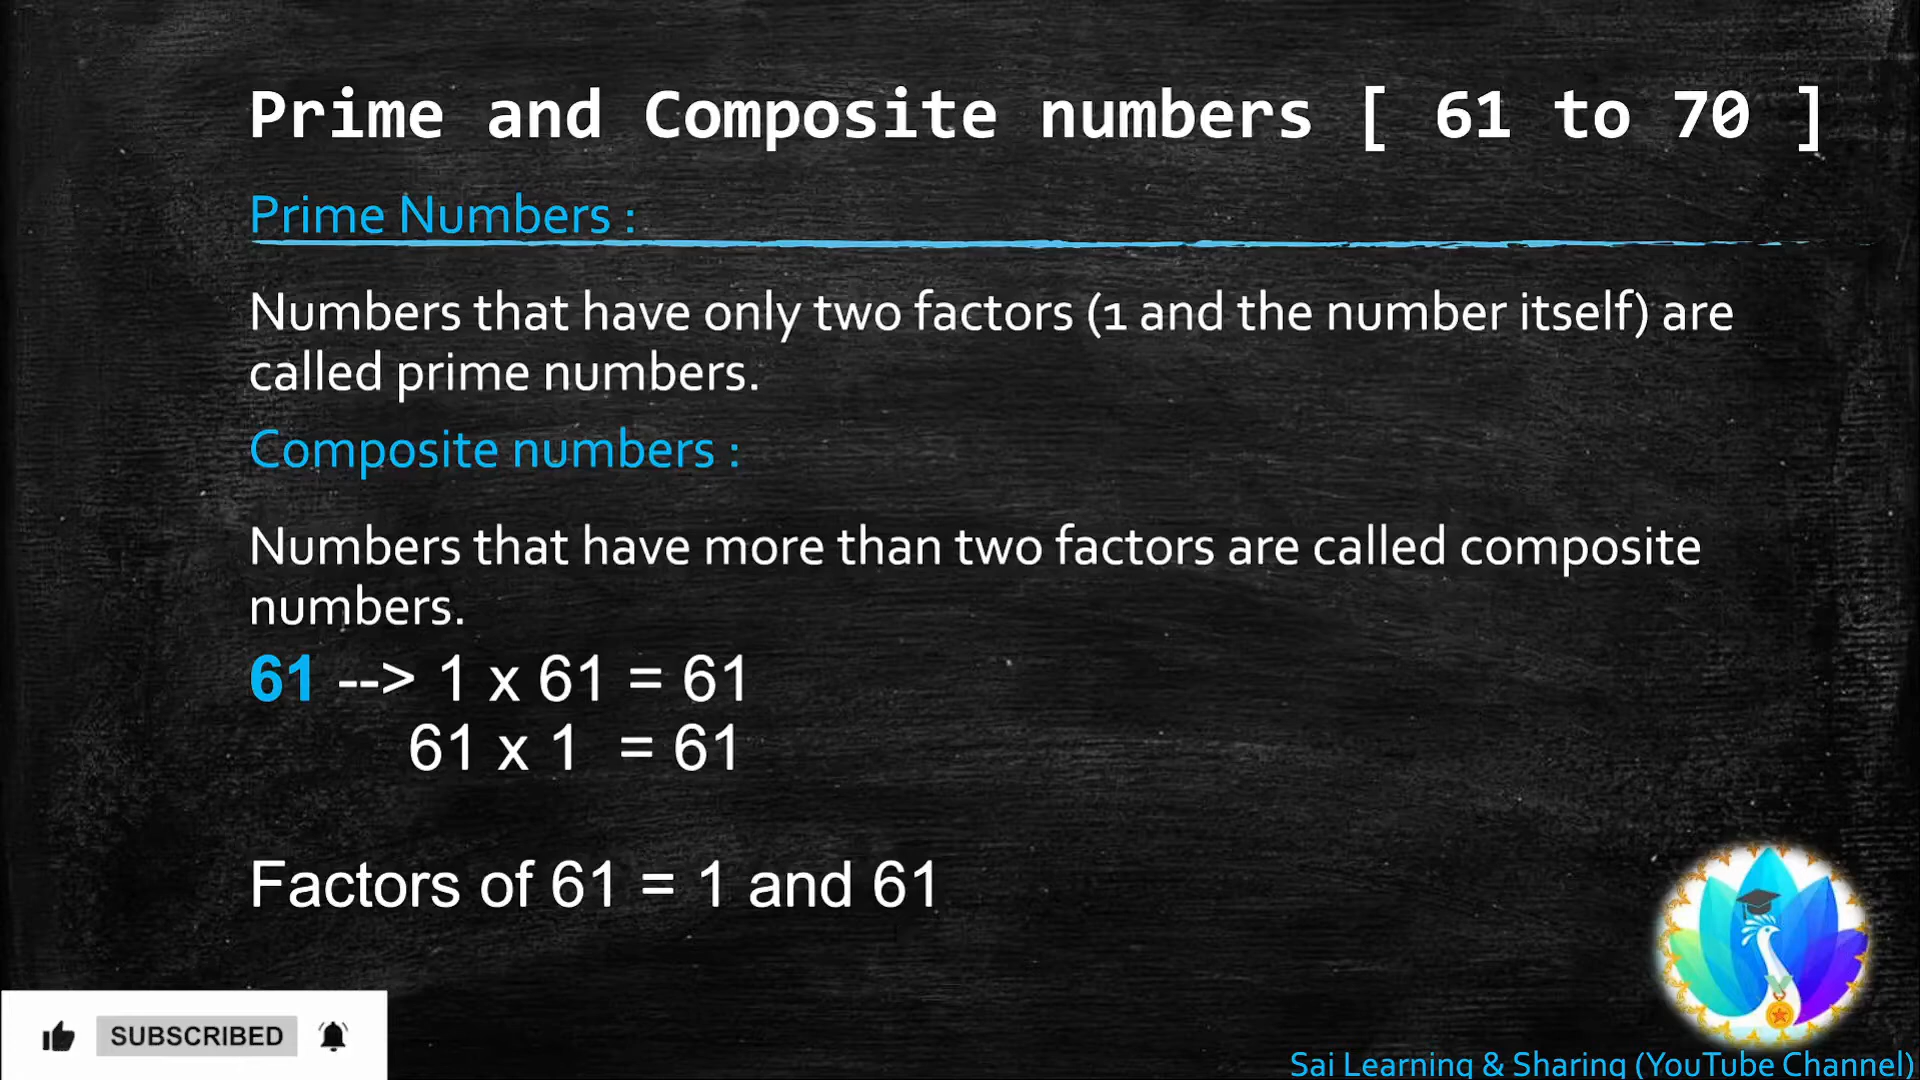 Prime and Composite numbers [ 61 to 70 ]
Prime Numbers :
Numbers that have only two factors (1 and the number itself) are
called prime numbers.
Composite numbers :
Numbers that have more than two factors are called composite
numbers.
61 --> 1 x 61 = 61
61 x 1 = 61
Factors of 61 = 1 and 61
SUBSCRIBED
Sai Learning & Sharing (YouTube Channel)